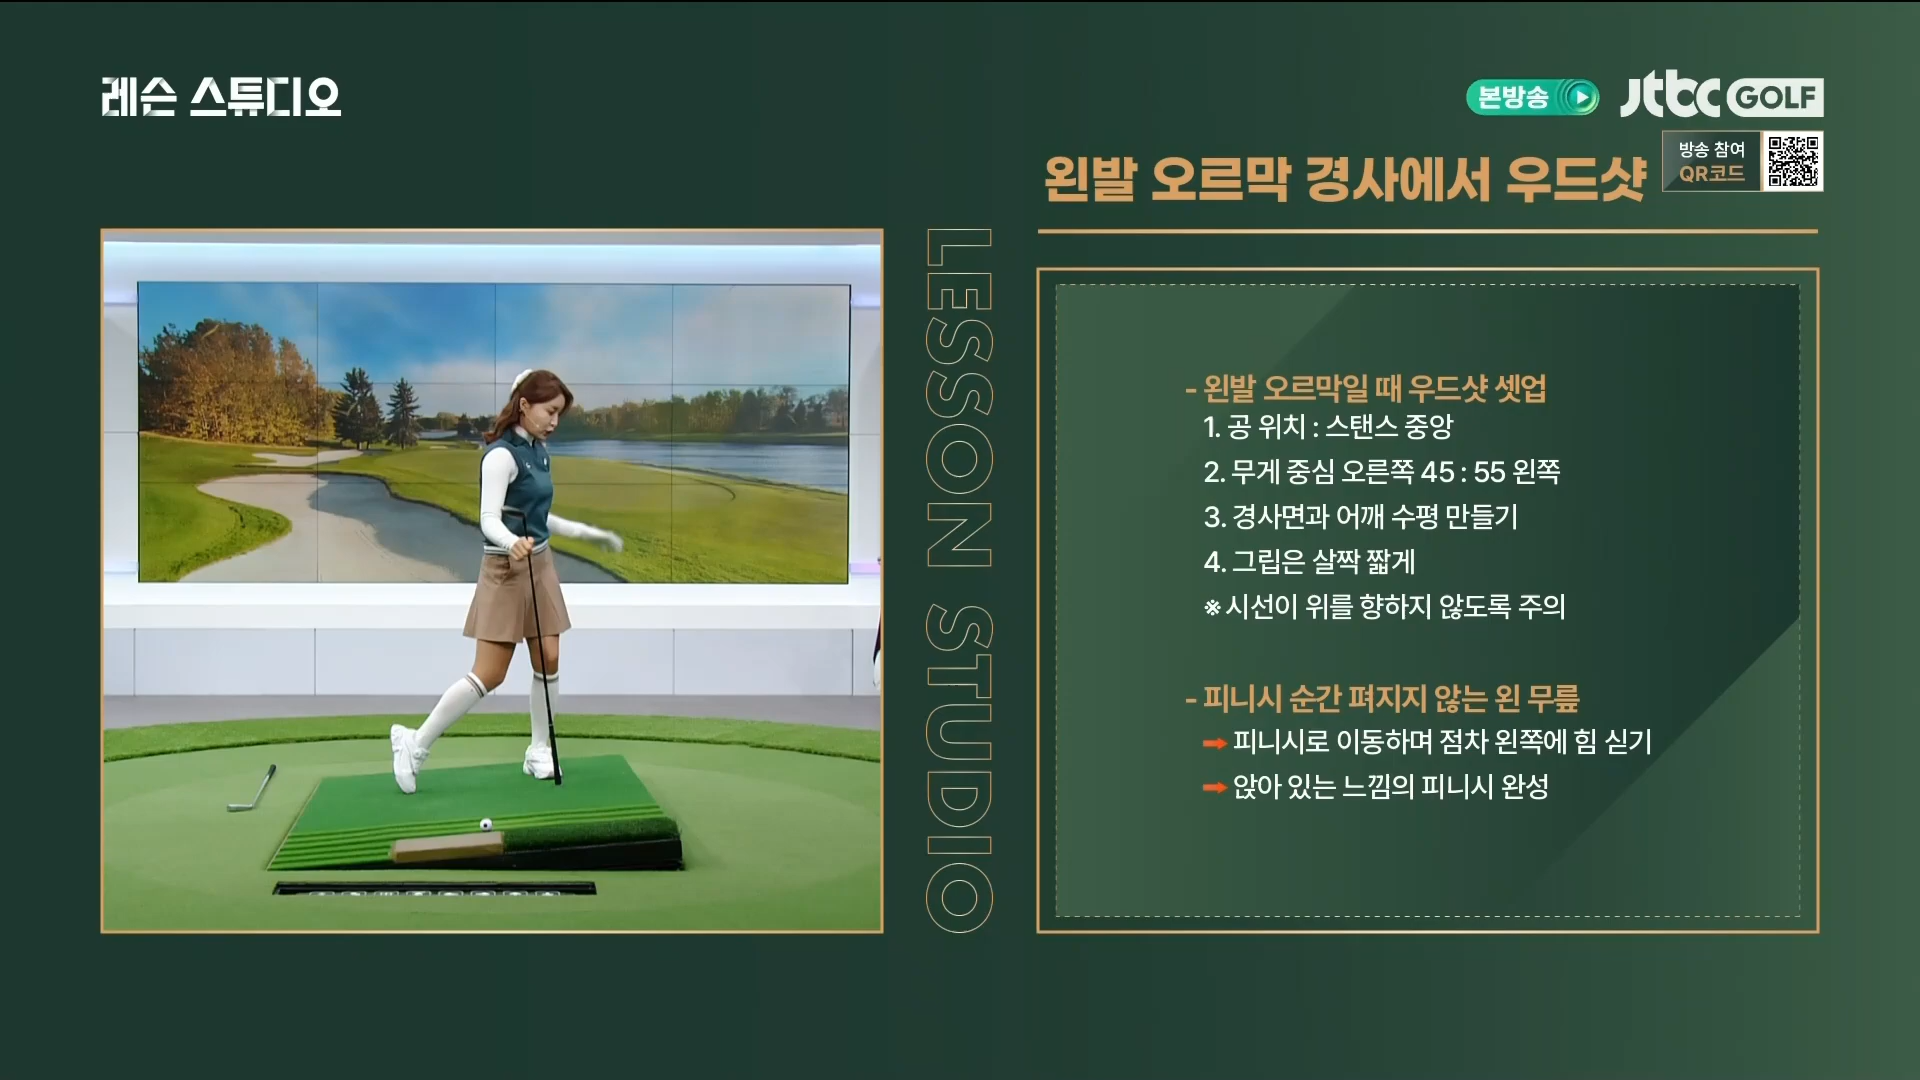 레슨 스튜디오
본방송
Jtbc GOLF
방송 참여
QR코드
왼발 오르막 경사에서 우드샷
LESSON STUDIO
- 왼발 오르막일 때 우드샷 셋업
1. 공 위치 : 스탠스 중앙
2. 무게 중심 오른쪽 45 : 55 왼쪽
3. 경사면과 어깨 수평 만들기
4. 그립은 살짝 짧게
※ 시선이 위를 향하지 않도록 주의
- 피니시 순간 펴지지 않는 왼 무릎
➡ 피니시로 이동하며 점차 왼쪽에 힘 싣기
➡ 앉아 있는 느낌의 피니시 완성